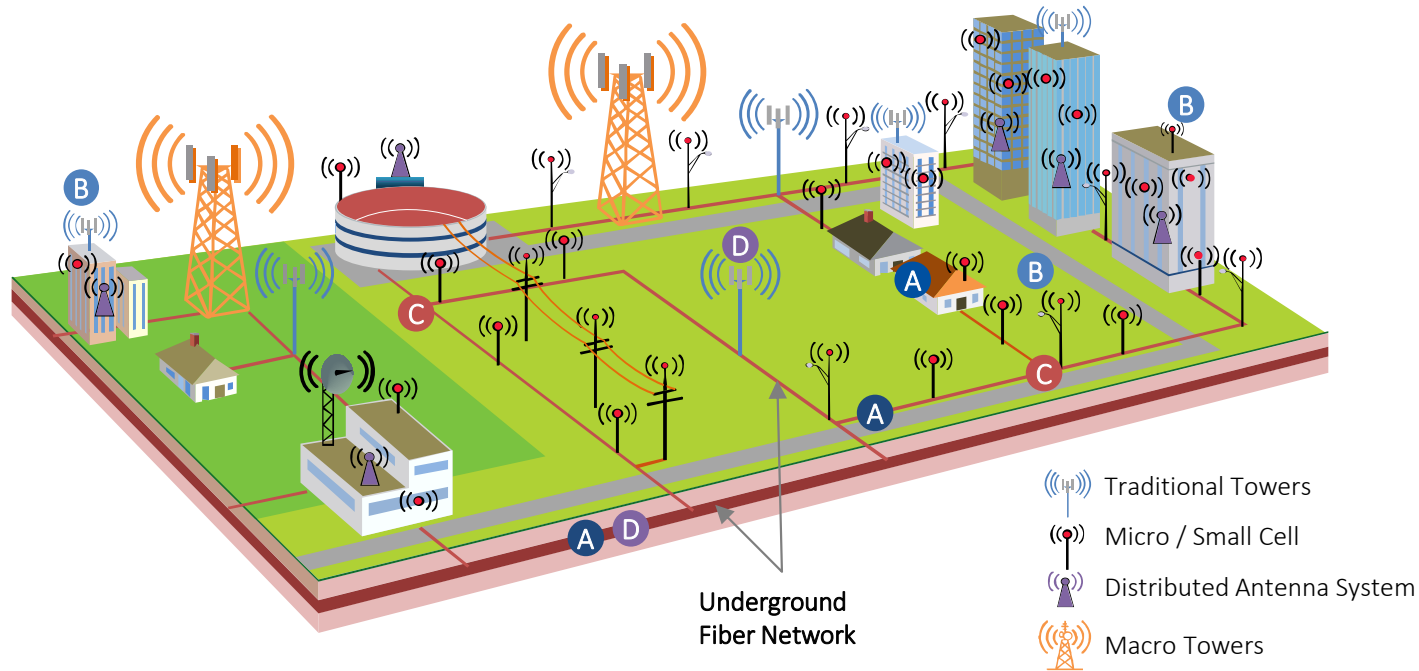 B
B
B
D
A
C
C
A
A
D
Underground
Fiber Network
Traditional Towers
Micro / Small Cell
Distributed Antenna System
Macro Towers